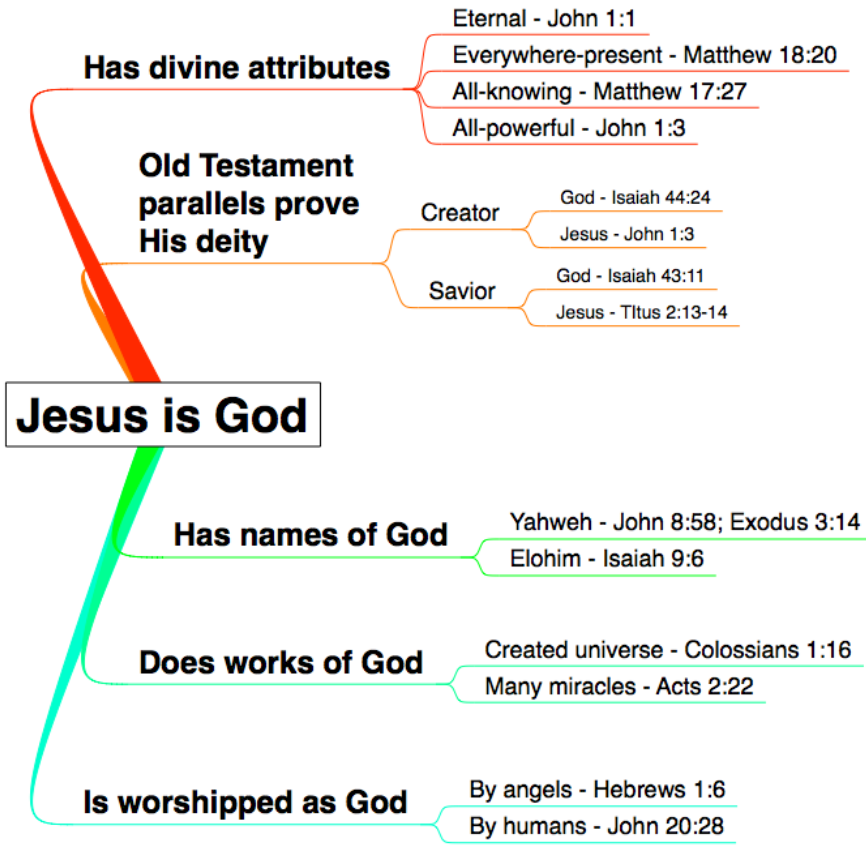 Eternal - John 1:1
Has divine attributes
Everywhere-present - Matthew 18:20
All-knowing - Matthew 17:27
All-powerful - John 1:3
Old Testament
parallels prove
His deity
Creator
God - Isaiah 44:24
Jesus - John 1:3
Savior
God - Isaiah 43:11
Jesus - TItus 2:13-14
Jesus is God
Has names of God
Yahweh - John 8:58; Exodus 3:14
Elohim - Isaiah 9:6
Does works of God
Created universe - Colossians 1:16
Many miracles - Acts 2:22
Is worshipped as God
By angels - Hebrews 1:6
By humans - John 20:28